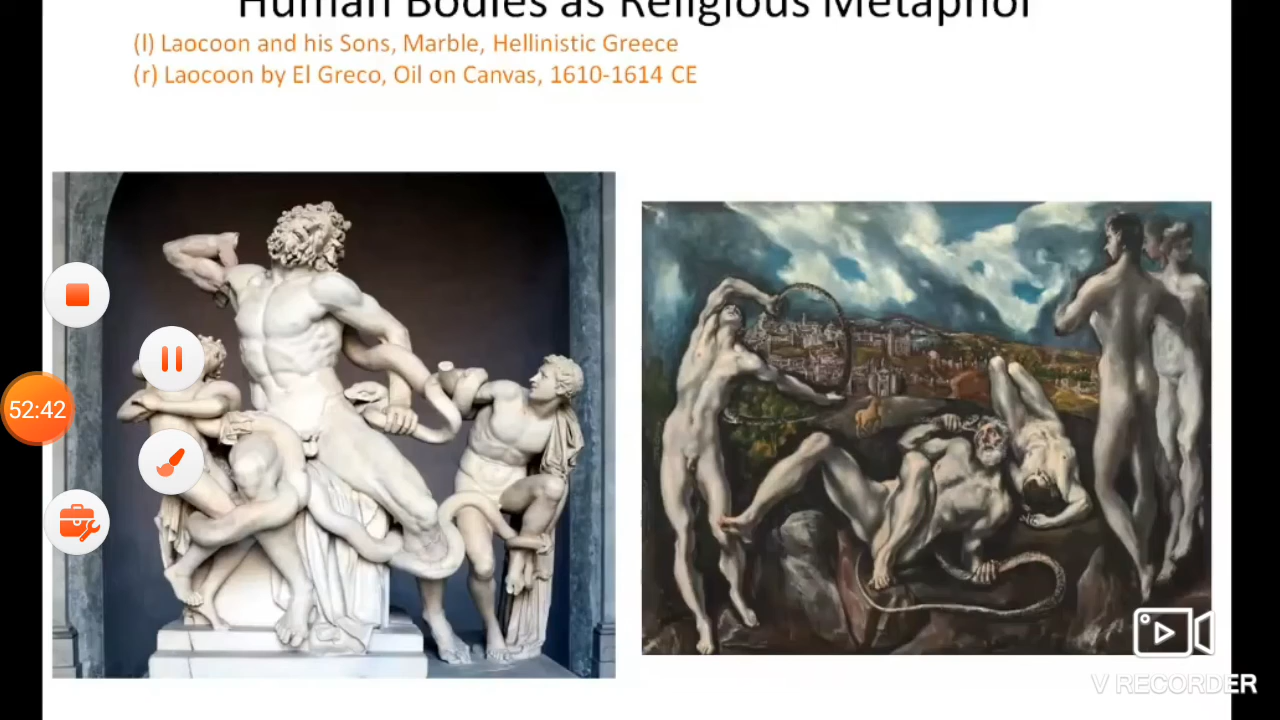 Human Bodies as Religious Metaphor
(l) Laocoon and his Sons, Marble, Hellinistic Greece
(r) Laocoon by El Greco, Oil on Canvas, 1610-1614 CE
52:42
V RECORDER